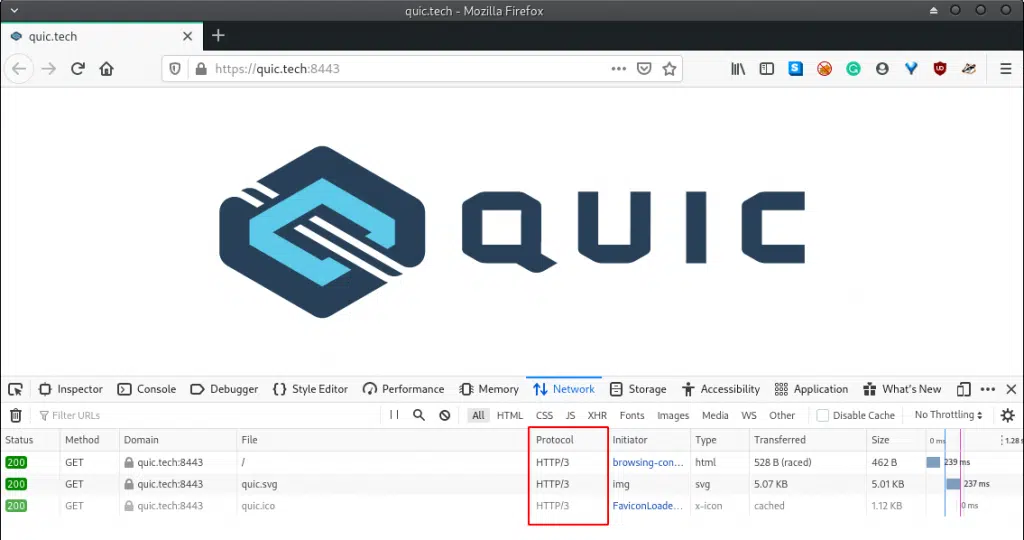 quic.tech - Mozilla Firefox
quic.tech
https://quic.tech:8443
QUIC
Inspector Console Debugger Style Editor Performance Memory Network Storage Accessibility Application What's New
Filter URLs All HTML CSS JS XHR Fonts Images Media WS Other Disable Cache No Throttling
Status Method Domain File Protocol Initiator Type Transferred Size 0 ms 1.28 s
200 GET quic.tech:8443 / HTTP/3 browsing-con... html 528 B (raced) 462 B 239 ms
200 GET quic.tech:8443 quic.svg HTTP/3 img svg 5.07 KB 5.01 KB 237 ms
200 GET quic.tech:8443 quic.ico HTTP/3 FaviconLoade... x-icon cached 1.12 KB 0 ms